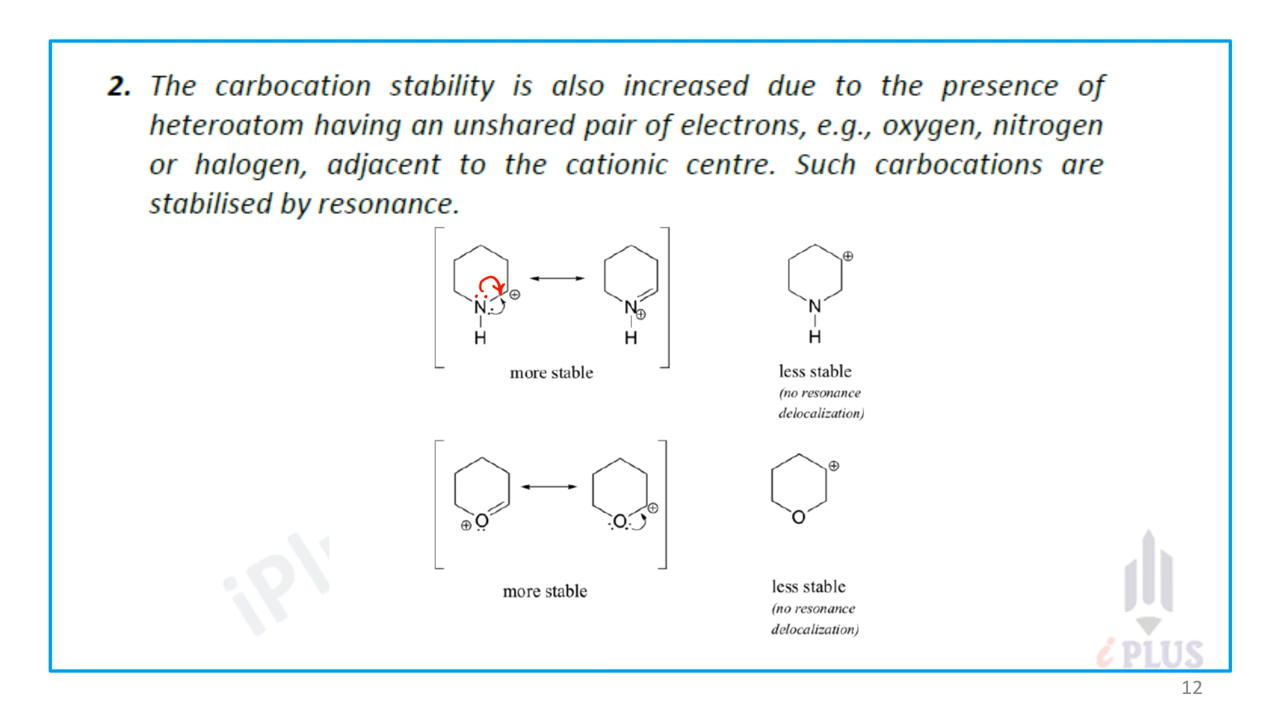 2. The carbocation stability is also increased due to the presence of
heteroatom having an unshared pair of electrons, e.g., oxygen, nitrogen
or halogen, adjacent to the cationic centre. Such carbocations are
stabilised by resonance.
⊕ ⊕
N N ⊕ N
H H H
more stable less stable
(no resonance
delocalization)
⊕ O O ⊕ O ⊕
more stable less stable
(no resonance
delocalization)
iPl
i PLUS
12